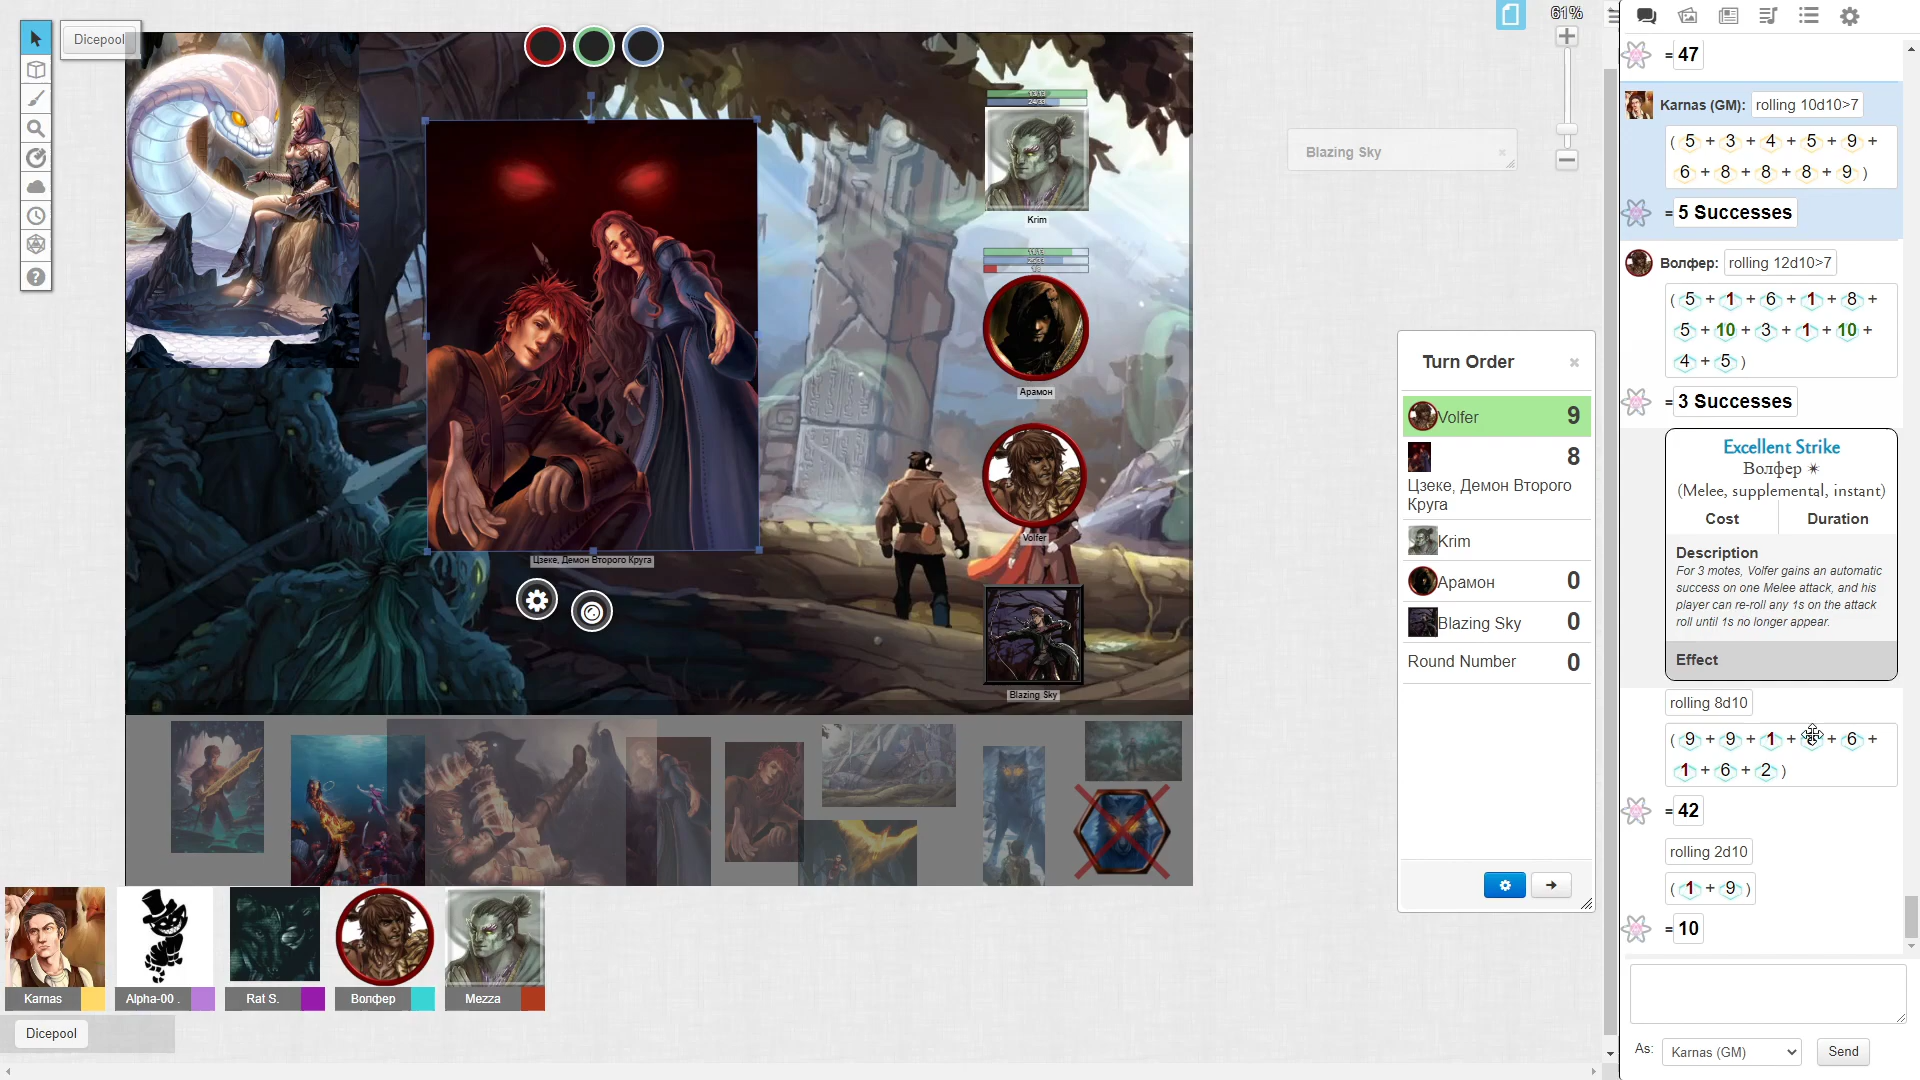 Dicepool
61%
= 47
Karnas (GM): rolling 10d10>7
( 5 + 3 + 4 + 5 + 9 +
6 + 8 + 8 + 8 + 9 )
= 5 Successes
Волфер: rolling 12d10>7
( 5 + 1 + 6 + 1 + 8 +
5 + 10 + 3 + 1 + 10 +
4 + 5 )
= 3 Successes
Excellent Strike
Волфер ✴
(Melee, supplemental, instant)
Cost Duration
Description
For 3 motes, Volfer gains an automatic
success on one Melee attack, and his
player can re-roll any 1s on the attack
roll until 1s no longer appear.
Effect
rolling 8d10
( 9 + 9 + 1 + + 6 +
1 + 6 + 2 )
= 42
rolling 2d10
( 1 + 9 )
= 10
As: Karnas (GM) Send
Blazing Sky
Turn Order
Volfer 9
8
Цзеке, Демон Второго
Круга
Krim
Арамон 0
Blazing Sky 0
Round Number 0
Krim
Арамон
Volfer
Blazing Sky
Цзеке, Демон Второго Круга
Karnas
Alpha-00 .
Rat S.
Волфер
Mezza
Dicepool